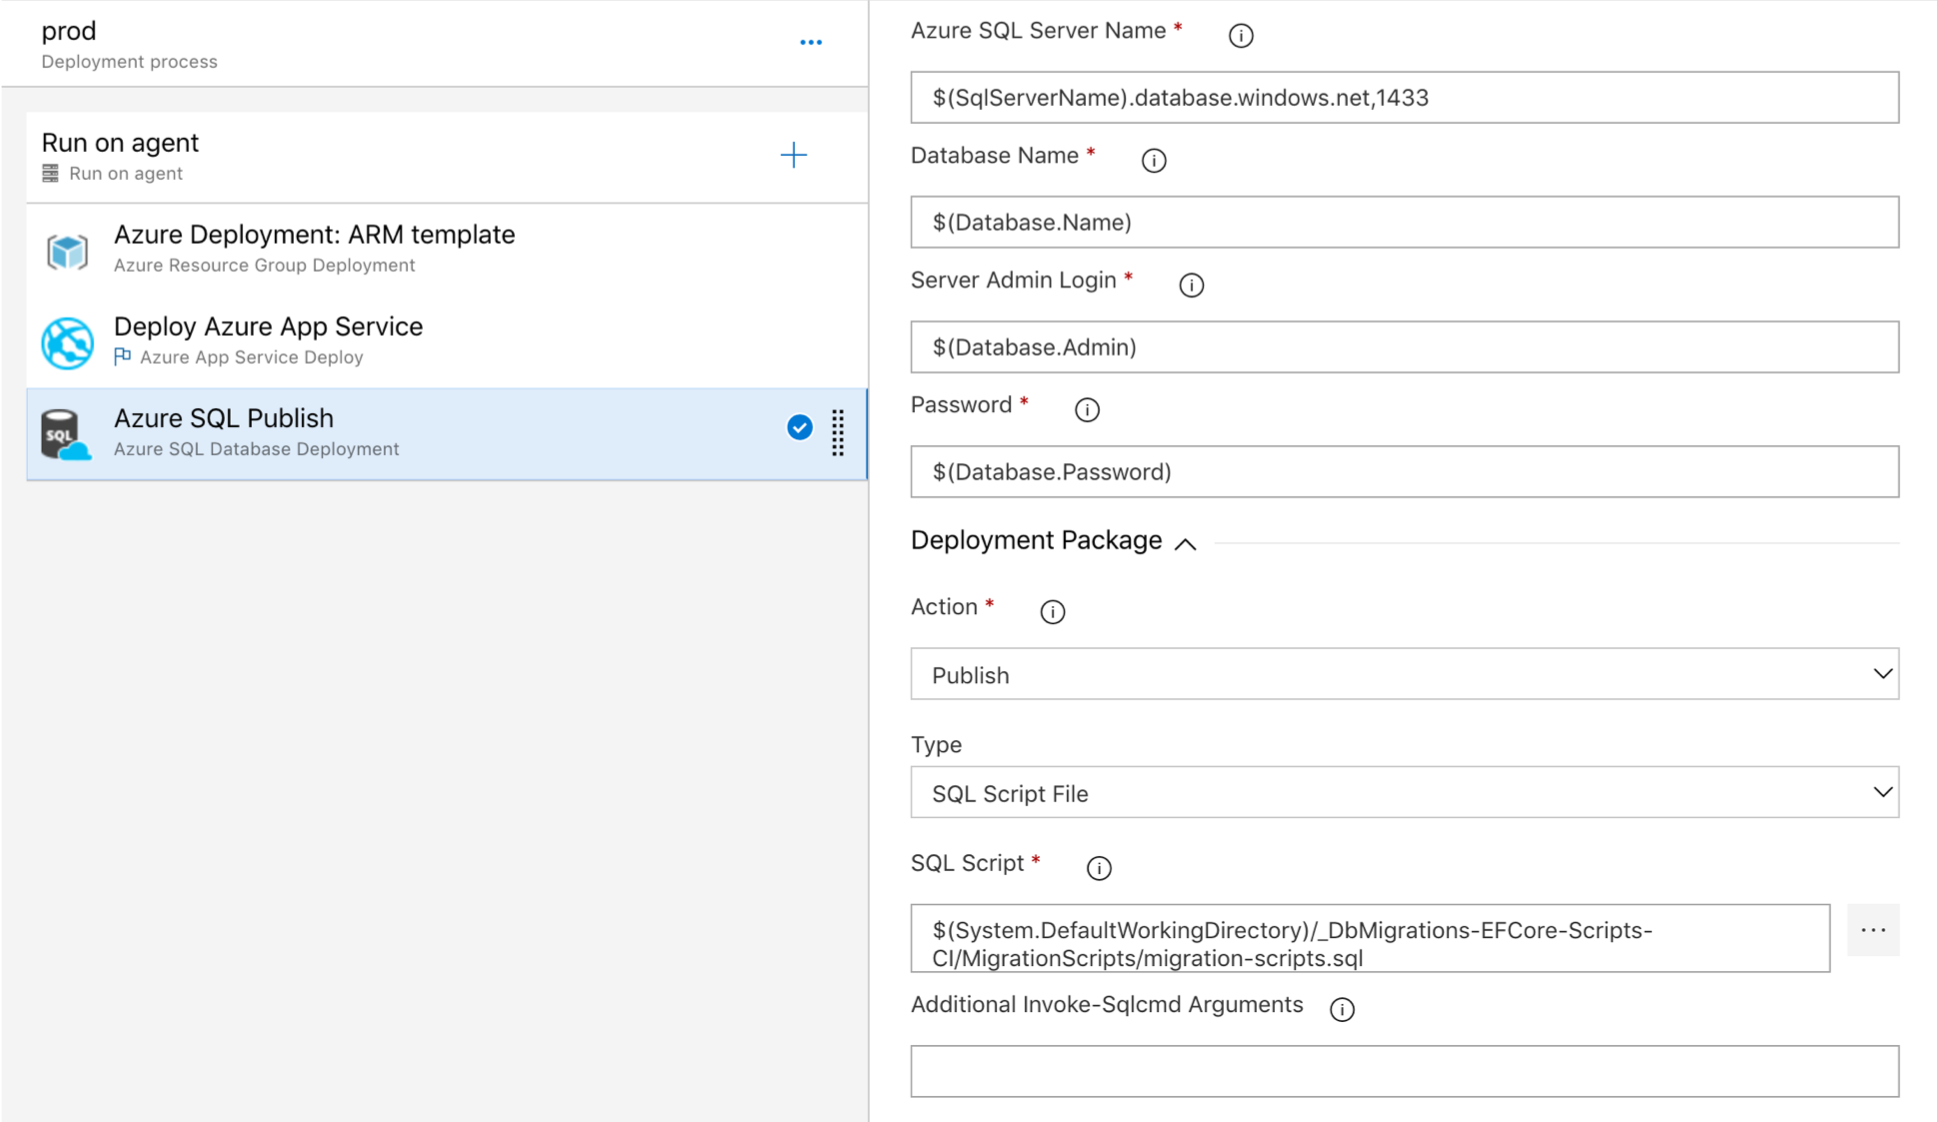 prod
Deployment process
Run on agent
Run on agent
Azure Deployment: ARM template
Azure Resource Group Deployment
Deploy Azure App Service
Azure App Service Deploy
SQL
Azure SQL Publish
Azure SQL Database Deployment
Azure SQL Server Name *
$(SqlServerName).database.windows.net,1433
Database Name *
$(Database.Name)
Server Admin Login *
$(Database.Admin)
Password *
$(Database.Password)
Deployment Package
Action *
Publish
Type
SQL Script File
SQL Script *
$(System.DefaultWorkingDirectory)/_DbMigrations-EFCore-Scripts-
CI/MigrationScripts/migration-scripts.sql
Additional Invoke-Sqlcmd Arguments